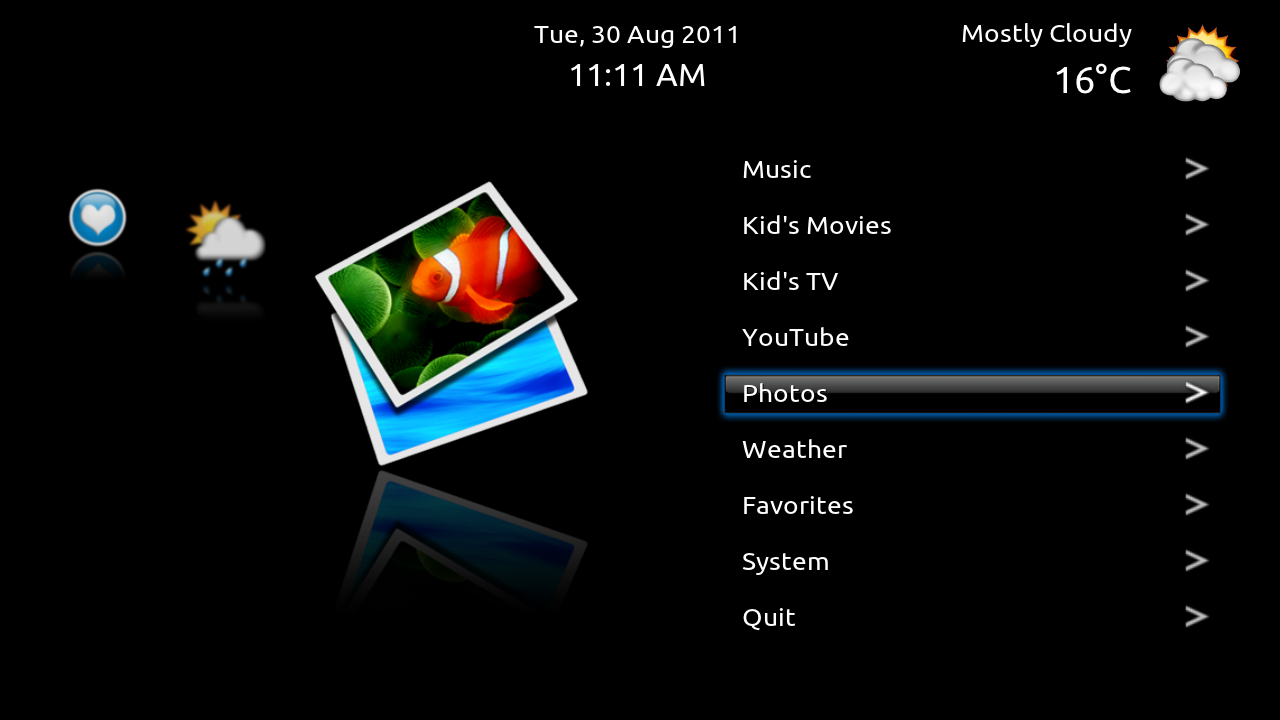 Tue, 30 Aug 2011
11:11 AM
Mostly Cloudy
16°C
Music
Kid's Movies
Kid's TV
YouTube
Photos
Weather
Favorites
System
Quit